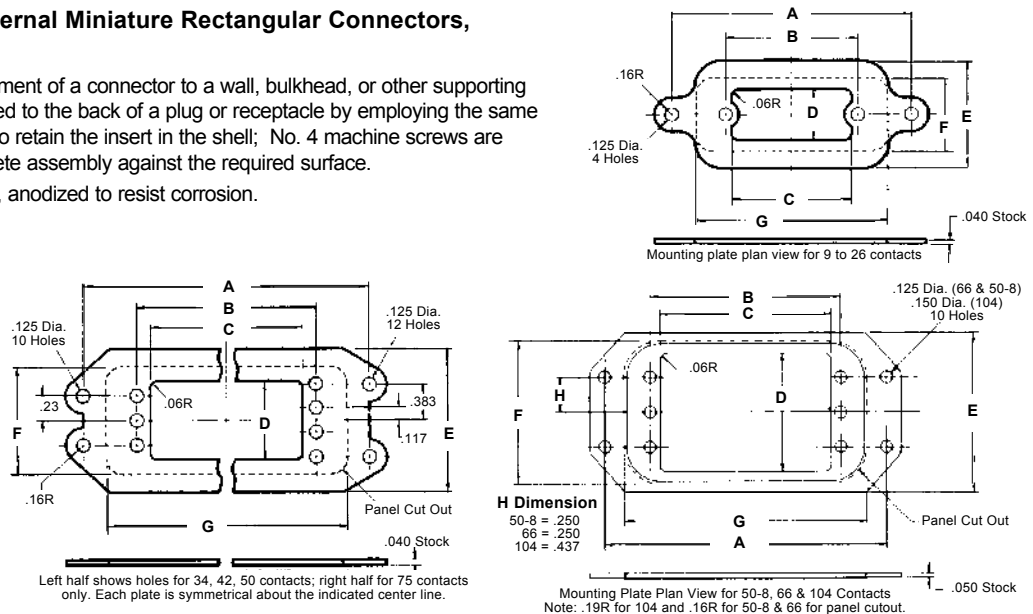 ernal Miniature Rectangular Connectors,
ment of a connector to a wall, bulkhead, or other supporting
ed to the back of a plug or receptacle by employing the same
o retain the insert in the shell; No. 4 machine screws are
ete assembly against the required surface.
, anodized to resist corrosion.
A
B
.16R
.06R
D
F
E
.125 Dia.
4 Holes
C
G
.040 Stock
Mounting plate plan view for 9 to 26 contacts
A
B
C
.125 Dia.
10 Holes
.125 Dia.
12 Holes
.06R
.23
.383
F
D
E
.117
.16R
Panel Cut Out
G
.040 Stock
Left half shows holes for 34, 42, 50 contacts; right half for 75 contacts
only. Each plate is symmetrical about the indicated center line.
B
C
.125 Dia. (66 & 50-8)
.150 Dia. (104)
10 Holes
.06R
H
F
D
E
H Dimension
50-8 = .250
66 = .250
104 = .437
G
Panel Cut Out
A
.050 Stock
Mounting Plate Plan View for 50-8, 66 & 104 Contacts
Note: .19R for 104 and .16R for 50-8 & 66 for panel cutout.